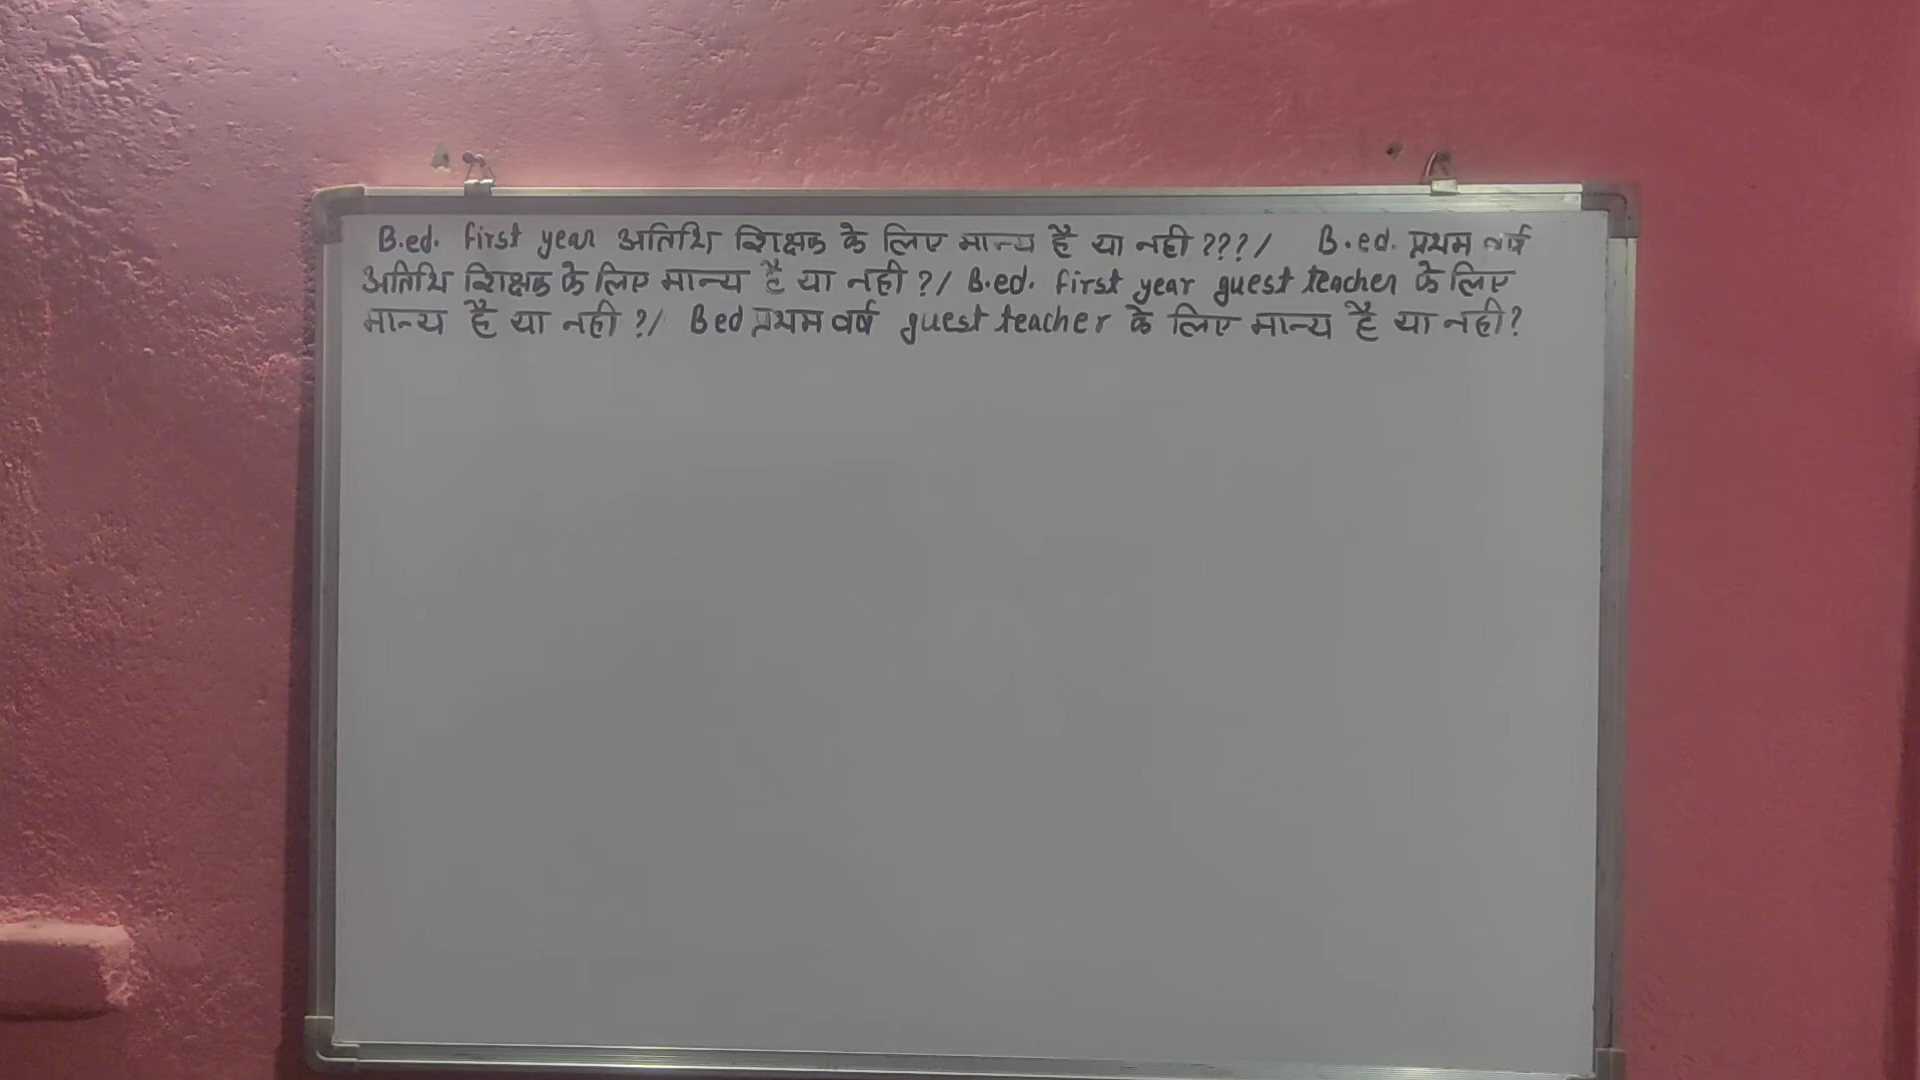 B.ed. first year अतिथि शिक्षक के लिए मान्य है या नही ???/ B.ed. प्रथम वर्ष
अतिथि शिक्षक के लिए मान्य है या नही ?/ B.ed. first year guest teacher के लिए
मान्य है या नही ?/ Bed प्रथम वर्ष guest teacher के लिए मान्य है या नही?